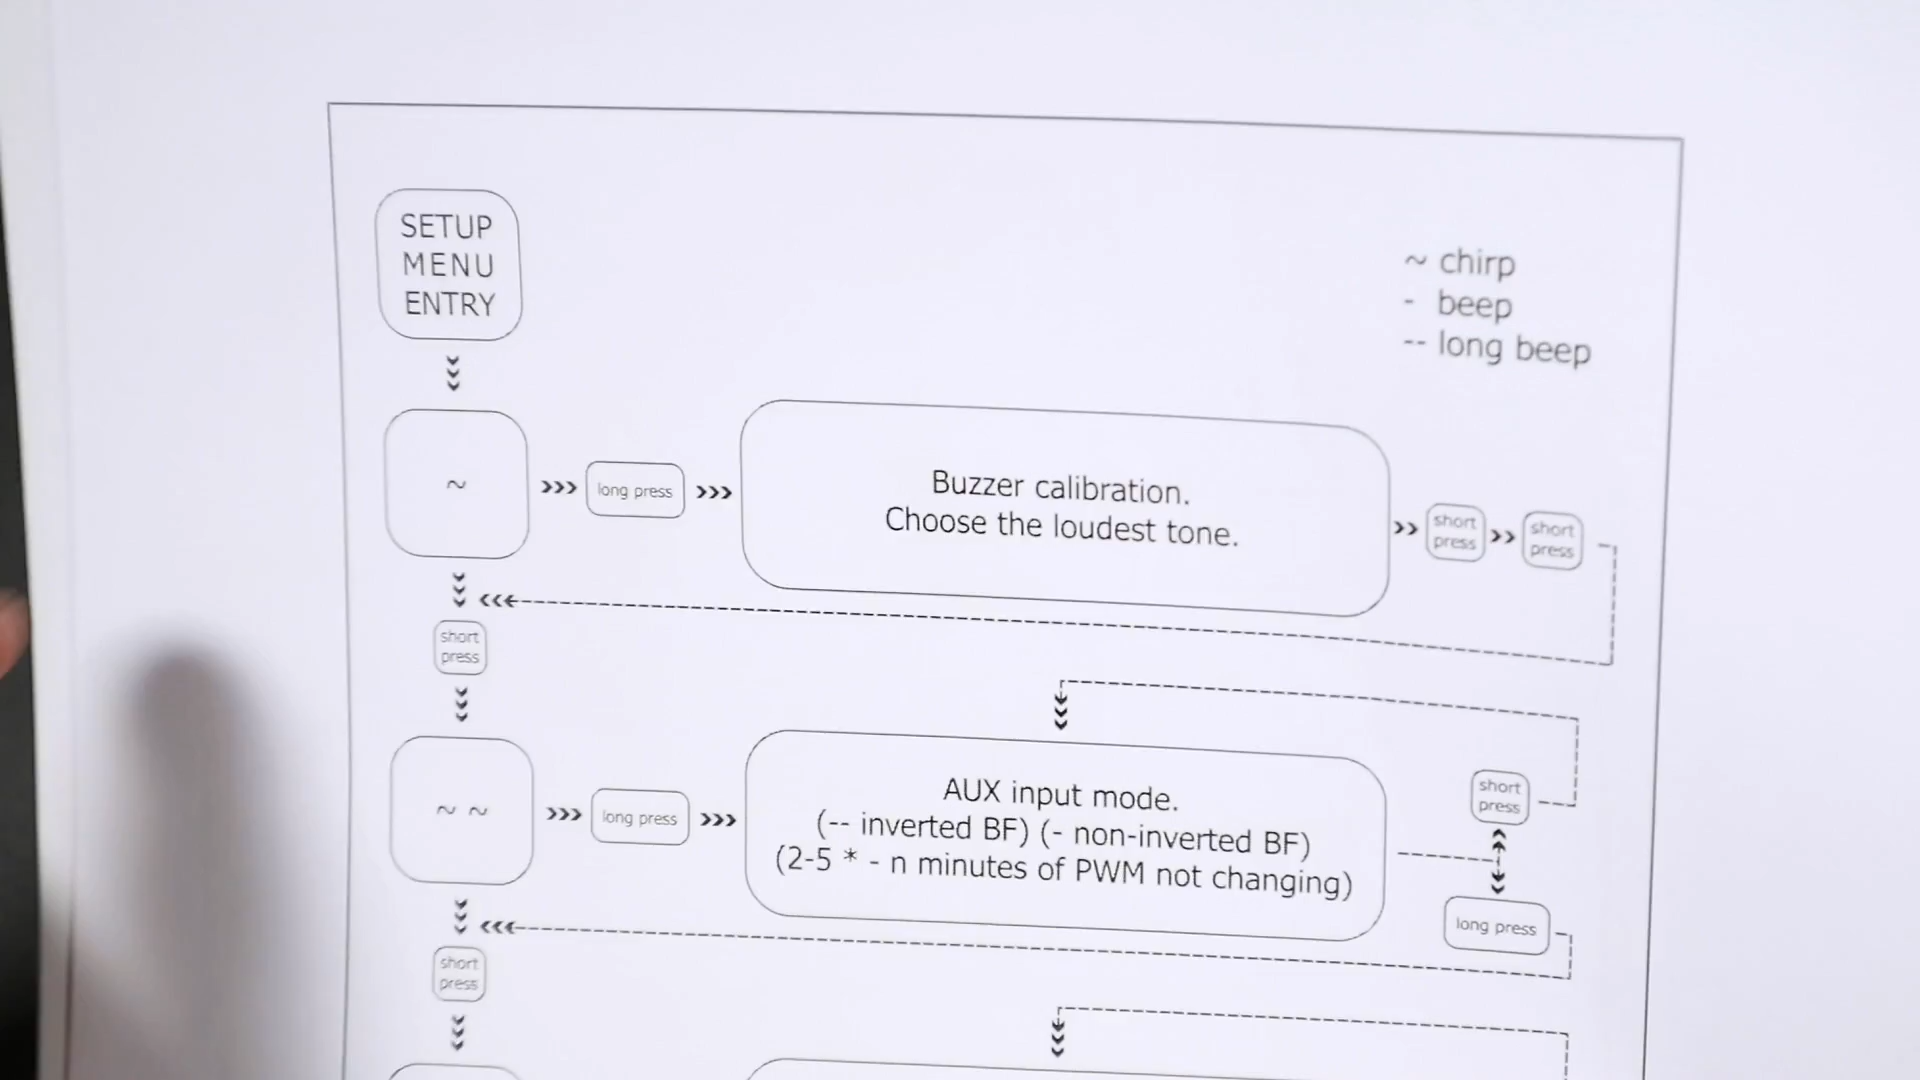 SETUP
MENU
ENTRY
~ chirp
- beep
-- long beep
~
>>>
long press
>>>
Buzzer calibration.
Choose the loudest tone.
>>
short
press
>>
short
press
short
press
~ ~
>>>
long press
>>>
AUX input mode.
(-- inverted BF) (- non-inverted BF)
(2-5 * - n minutes of PWM not changing)
short
press
long press
short
press